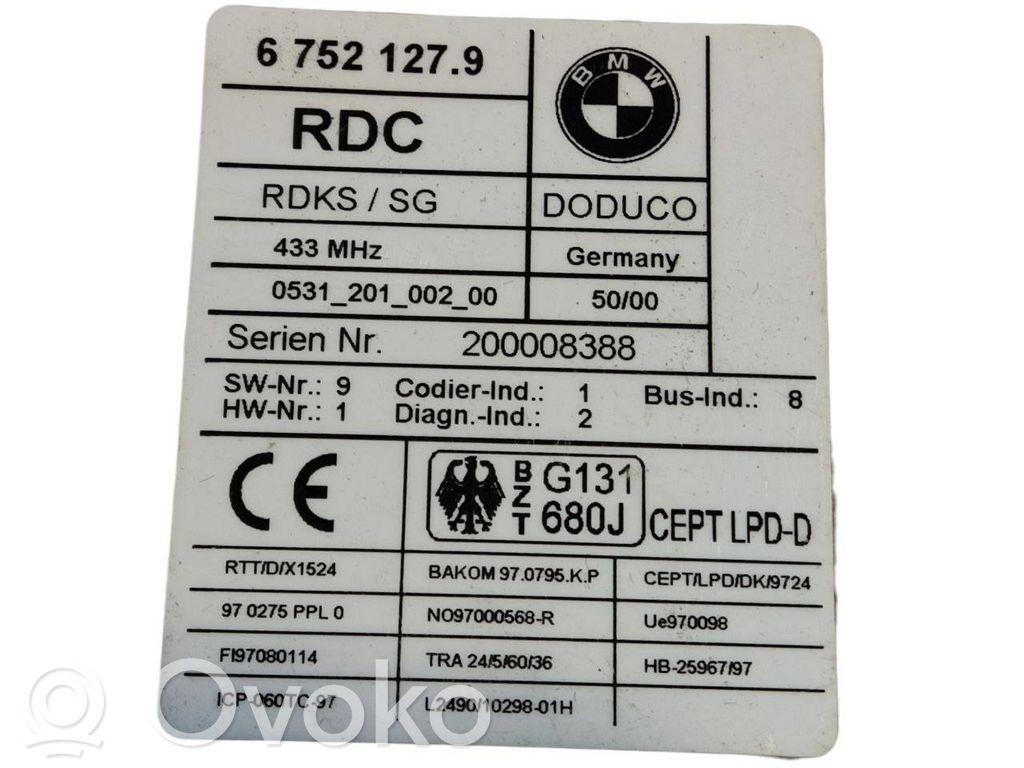 6 752 127.9
BMW
RDC
RDKS / SG
DODUCO
433 MHz
Germany
0531_201_002_00
50/00
Serien Nr. 200008388
SW-Nr.: 9 Codier-Ind.: 1 Bus-Ind.: 8
HW-Nr.: 1 Diagn.-Ind.: 2
CE
BZT G131 680J
CEPT LPD-D
RTT/D/X1524 BAKOM 97.0795.K.P CEPT/LPD/DK/9724
97 0275 PPL 0 NO97000568-R Ue970098
FI97080114 TRA 24/5/60/36 HB-25967/97
ICP-060TC-97 L2490/10298-01H
Ovoko